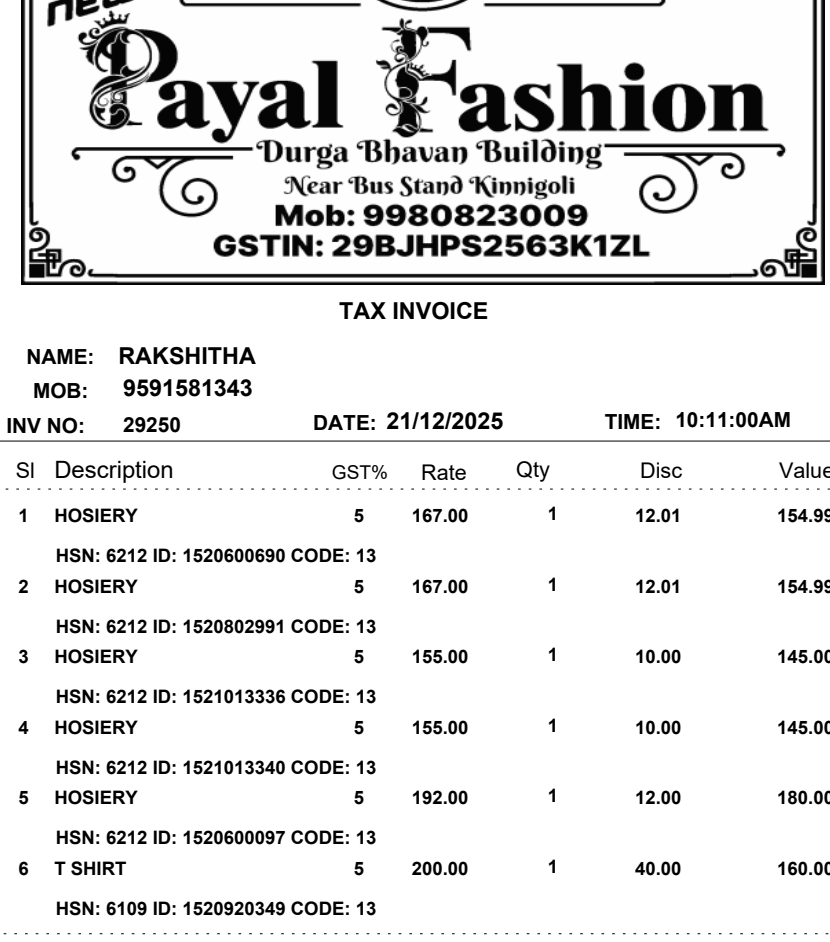 new
Payal Fashion
Durga Bhavan Building
Near Bus Stand Kinnigoli
Mob: 9980823009
GSTIN: 29BJHPS2563K1ZL
TAX INVOICE
NAME: RAKSHITHA
MOB: 9591581343
INV NO: 29250 DATE: 21/12/2025 TIME: 10:11:00AM
Sl Description GST% Rate Qty Disc Value
1 HOSIERY 5 167.00 1 12.01 154.99
HSN: 6212 ID: 1520600690 CODE: 13
2 HOSIERY 5 167.00 1 12.01 154.99
HSN: 6212 ID: 1520802991 CODE: 13
3 HOSIERY 5 155.00 1 10.00 145.00
HSN: 6212 ID: 1521013336 CODE: 13
4 HOSIERY 5 155.00 1 10.00 145.00
HSN: 6212 ID: 1521013340 CODE: 13
5 HOSIERY 5 192.00 1 12.00 180.00
HSN: 6212 ID: 1520600097 CODE: 13
6 T SHIRT 5 200.00 1 40.00 160.00
HSN: 6109 ID: 1520920349 CODE: 13